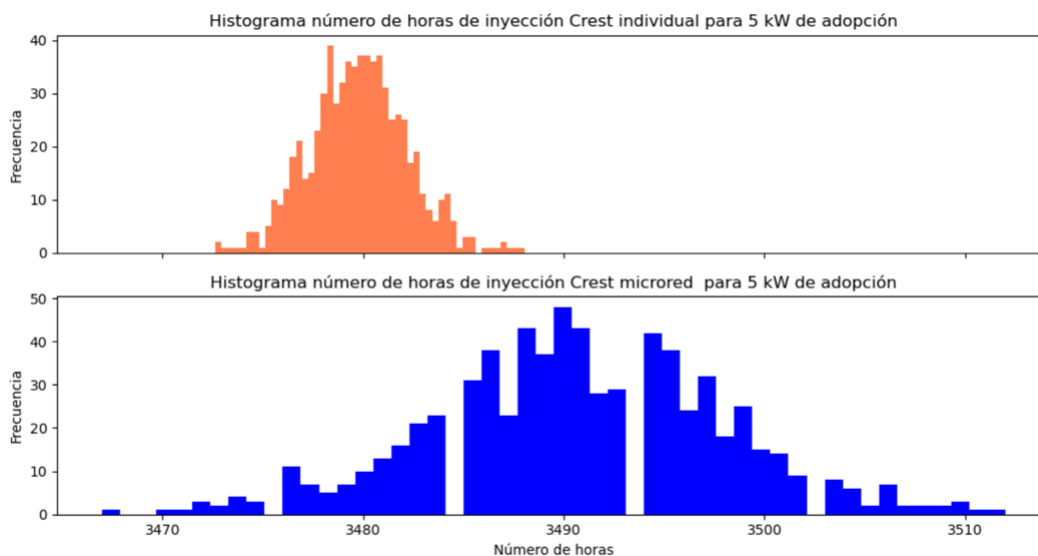 Histograma número de horas de inyección Crest individual para 5 kW de adopción
40
30
20
10
0
Frecuencia
Histograma número de horas de inyección Crest microred  para 5 kW de adopción
50
40
30
20
10
0
Frecuencia
3470 3480 3490 3500 3510
Número de horas